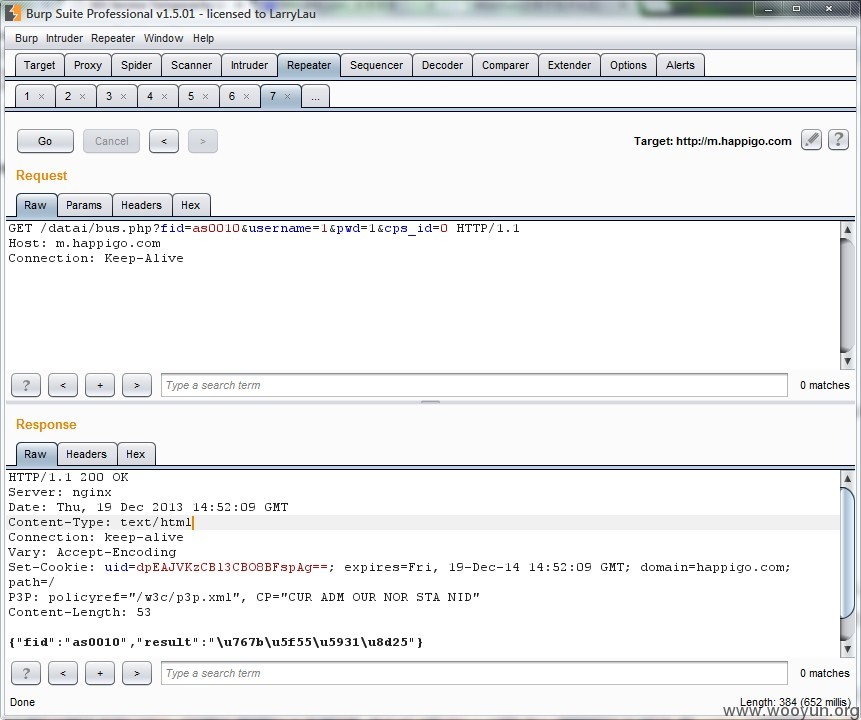 Burp Suite Professional v1.5.01 - licensed to LarryLau
Burp Intruder Repeater Window Help
Target Proxy Spider Scanner Intruder Repeater Sequencer Decoder Comparer Extender Options Alerts
1 × 2 × 3 × 4 × 5 × 6 × 7 × ...
Go Cancel < > Target: http://m.happigo.com ?
Request
Raw Params Headers Hex
GET /datai/bus.php?fid=as0010&username=1&pwd=1&cps_id=0 HTTP/1.1
Host: m.happigo.com
Connection: Keep-Alive
? < + > Type a search term 0 matches
Response
Raw Headers Hex
HTTP/1.1 200 OK
Server: nginx
Date: Thu, 19 Dec 2013 14:52:09 GMT
Content-Type: text/html
Connection: keep-alive
Vary: Accept-Encoding
Set-Cookie: uid=dpEAJVKzCBl3CBO8BFspAg==; expires=Fri, 19-Dec-14 14:52:09 GMT; domain=happigo.com;
path=/
P3P: policyref="/w3c/p3p.xml", CP="CUR ADM OUR NOR STA NID"
Content-Length: 53
{"fid":"as0010","result":"\u767b\u5f55\u5931\u8d25"}
? < + > Type a search term 0 matches
Done Length: 384 (652 millis)
www.wooyun.org